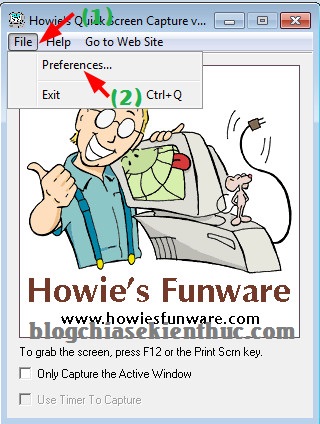 Howie's Quick Screen Capture v...
(1)
File Help Go to Web Site
Preferences...
(2)
Exit Ctrl+Q
Howie's Funware
www.howiesfunware.com
blogchiasekienthuc.com
To grab the screen, press F12 or the Print Scrn key.
Only Capture the Active Window
Use Timer To Capture